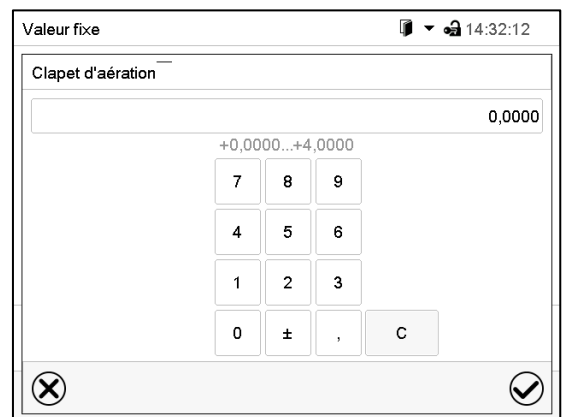 Valeur fixe 14:32:12
Clapet d'aération
0,0000
+0,0000...+4,0000
7 8 9
4 5 6
1 2 3
0 ± , C